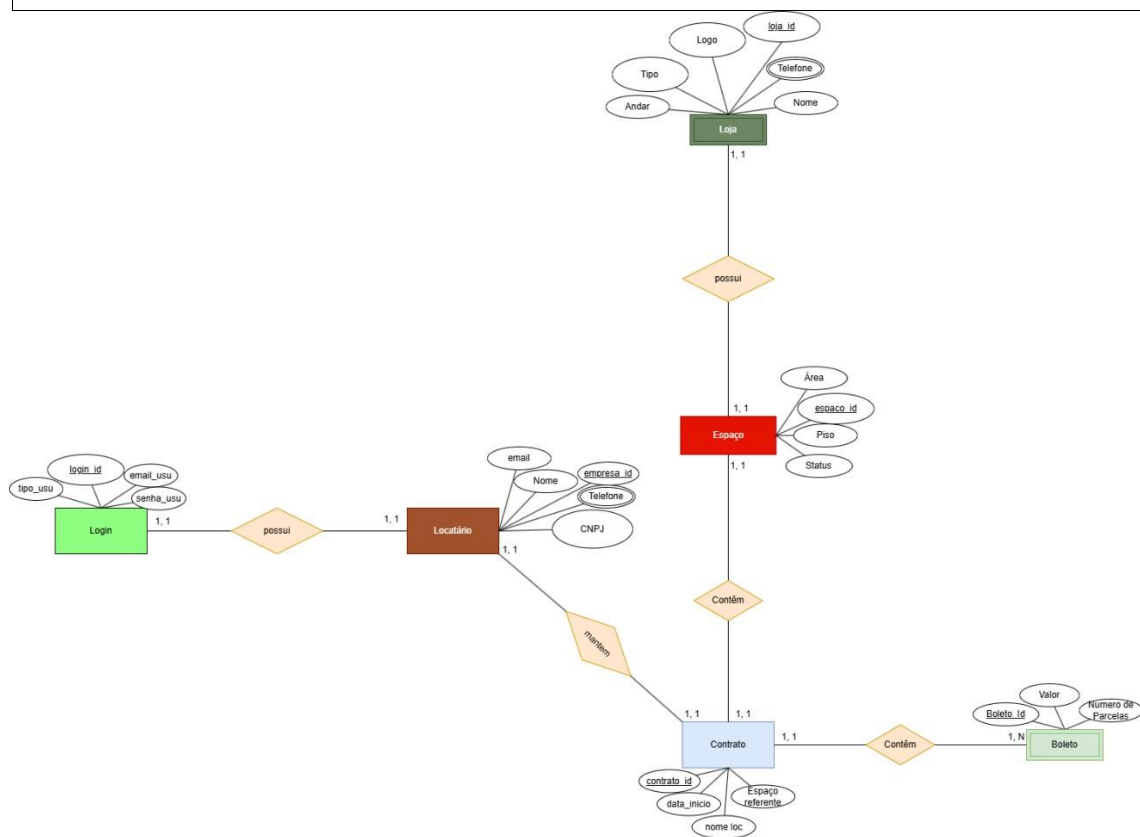 loja_id
Logo
Telefone
Tipo
Nome
Andar
Loja
1, 1
possui
Área
espaco_id
1, 1
Espaço
Piso
1, 1
Status
email
Nome
empresa_id
Telefone
CNPJ
login_id
email_usu
tipo_usu
senha_usu
Login
1, 1
possui
1, 1
Locatário
1, 1
Contêm
mantem
1, 1
1, 1
Contrato
1, 1
Contêm
1, N
Boleto
Valor
Boleto_Id
Número de
Parcelas
contrato_id
Espaço
referente
data_inicio
nome loc